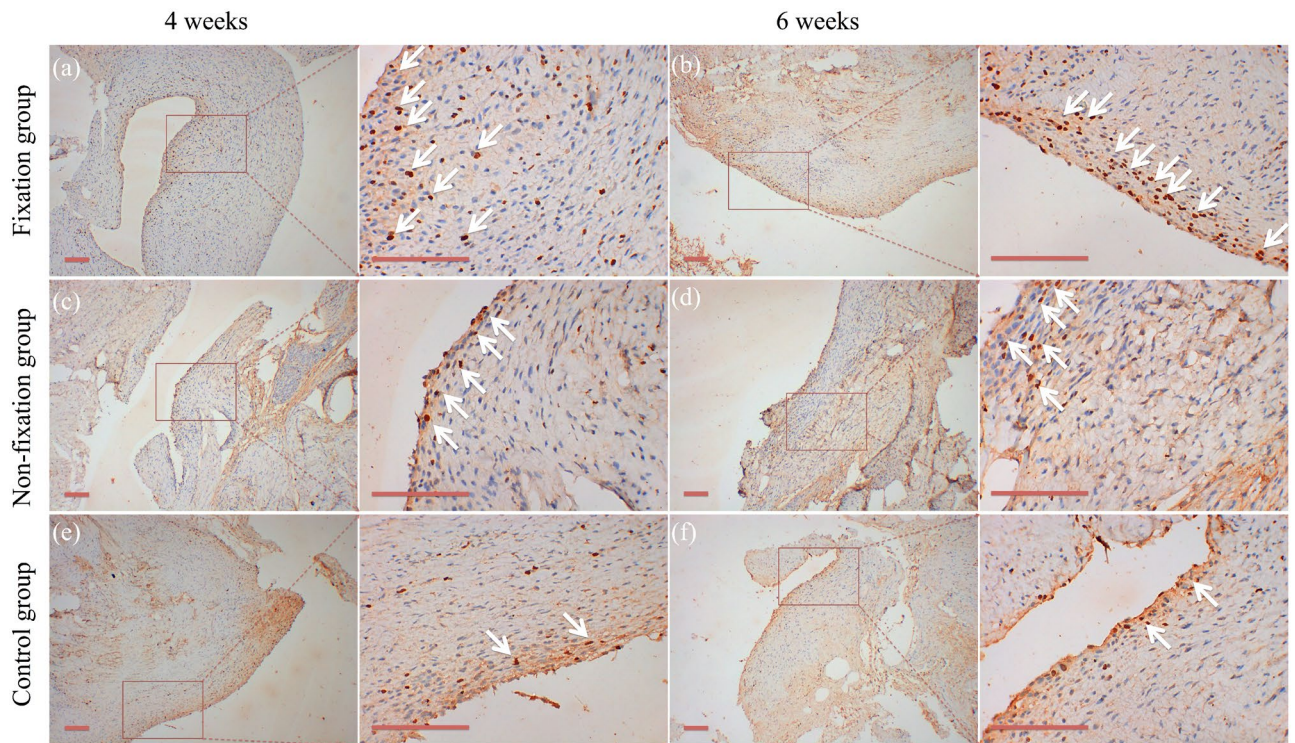 4 weeks
6 weeks
Fixation group
(a)
(b)
Non-fixation group
(c)
(d)
Control group
(e)
(f)